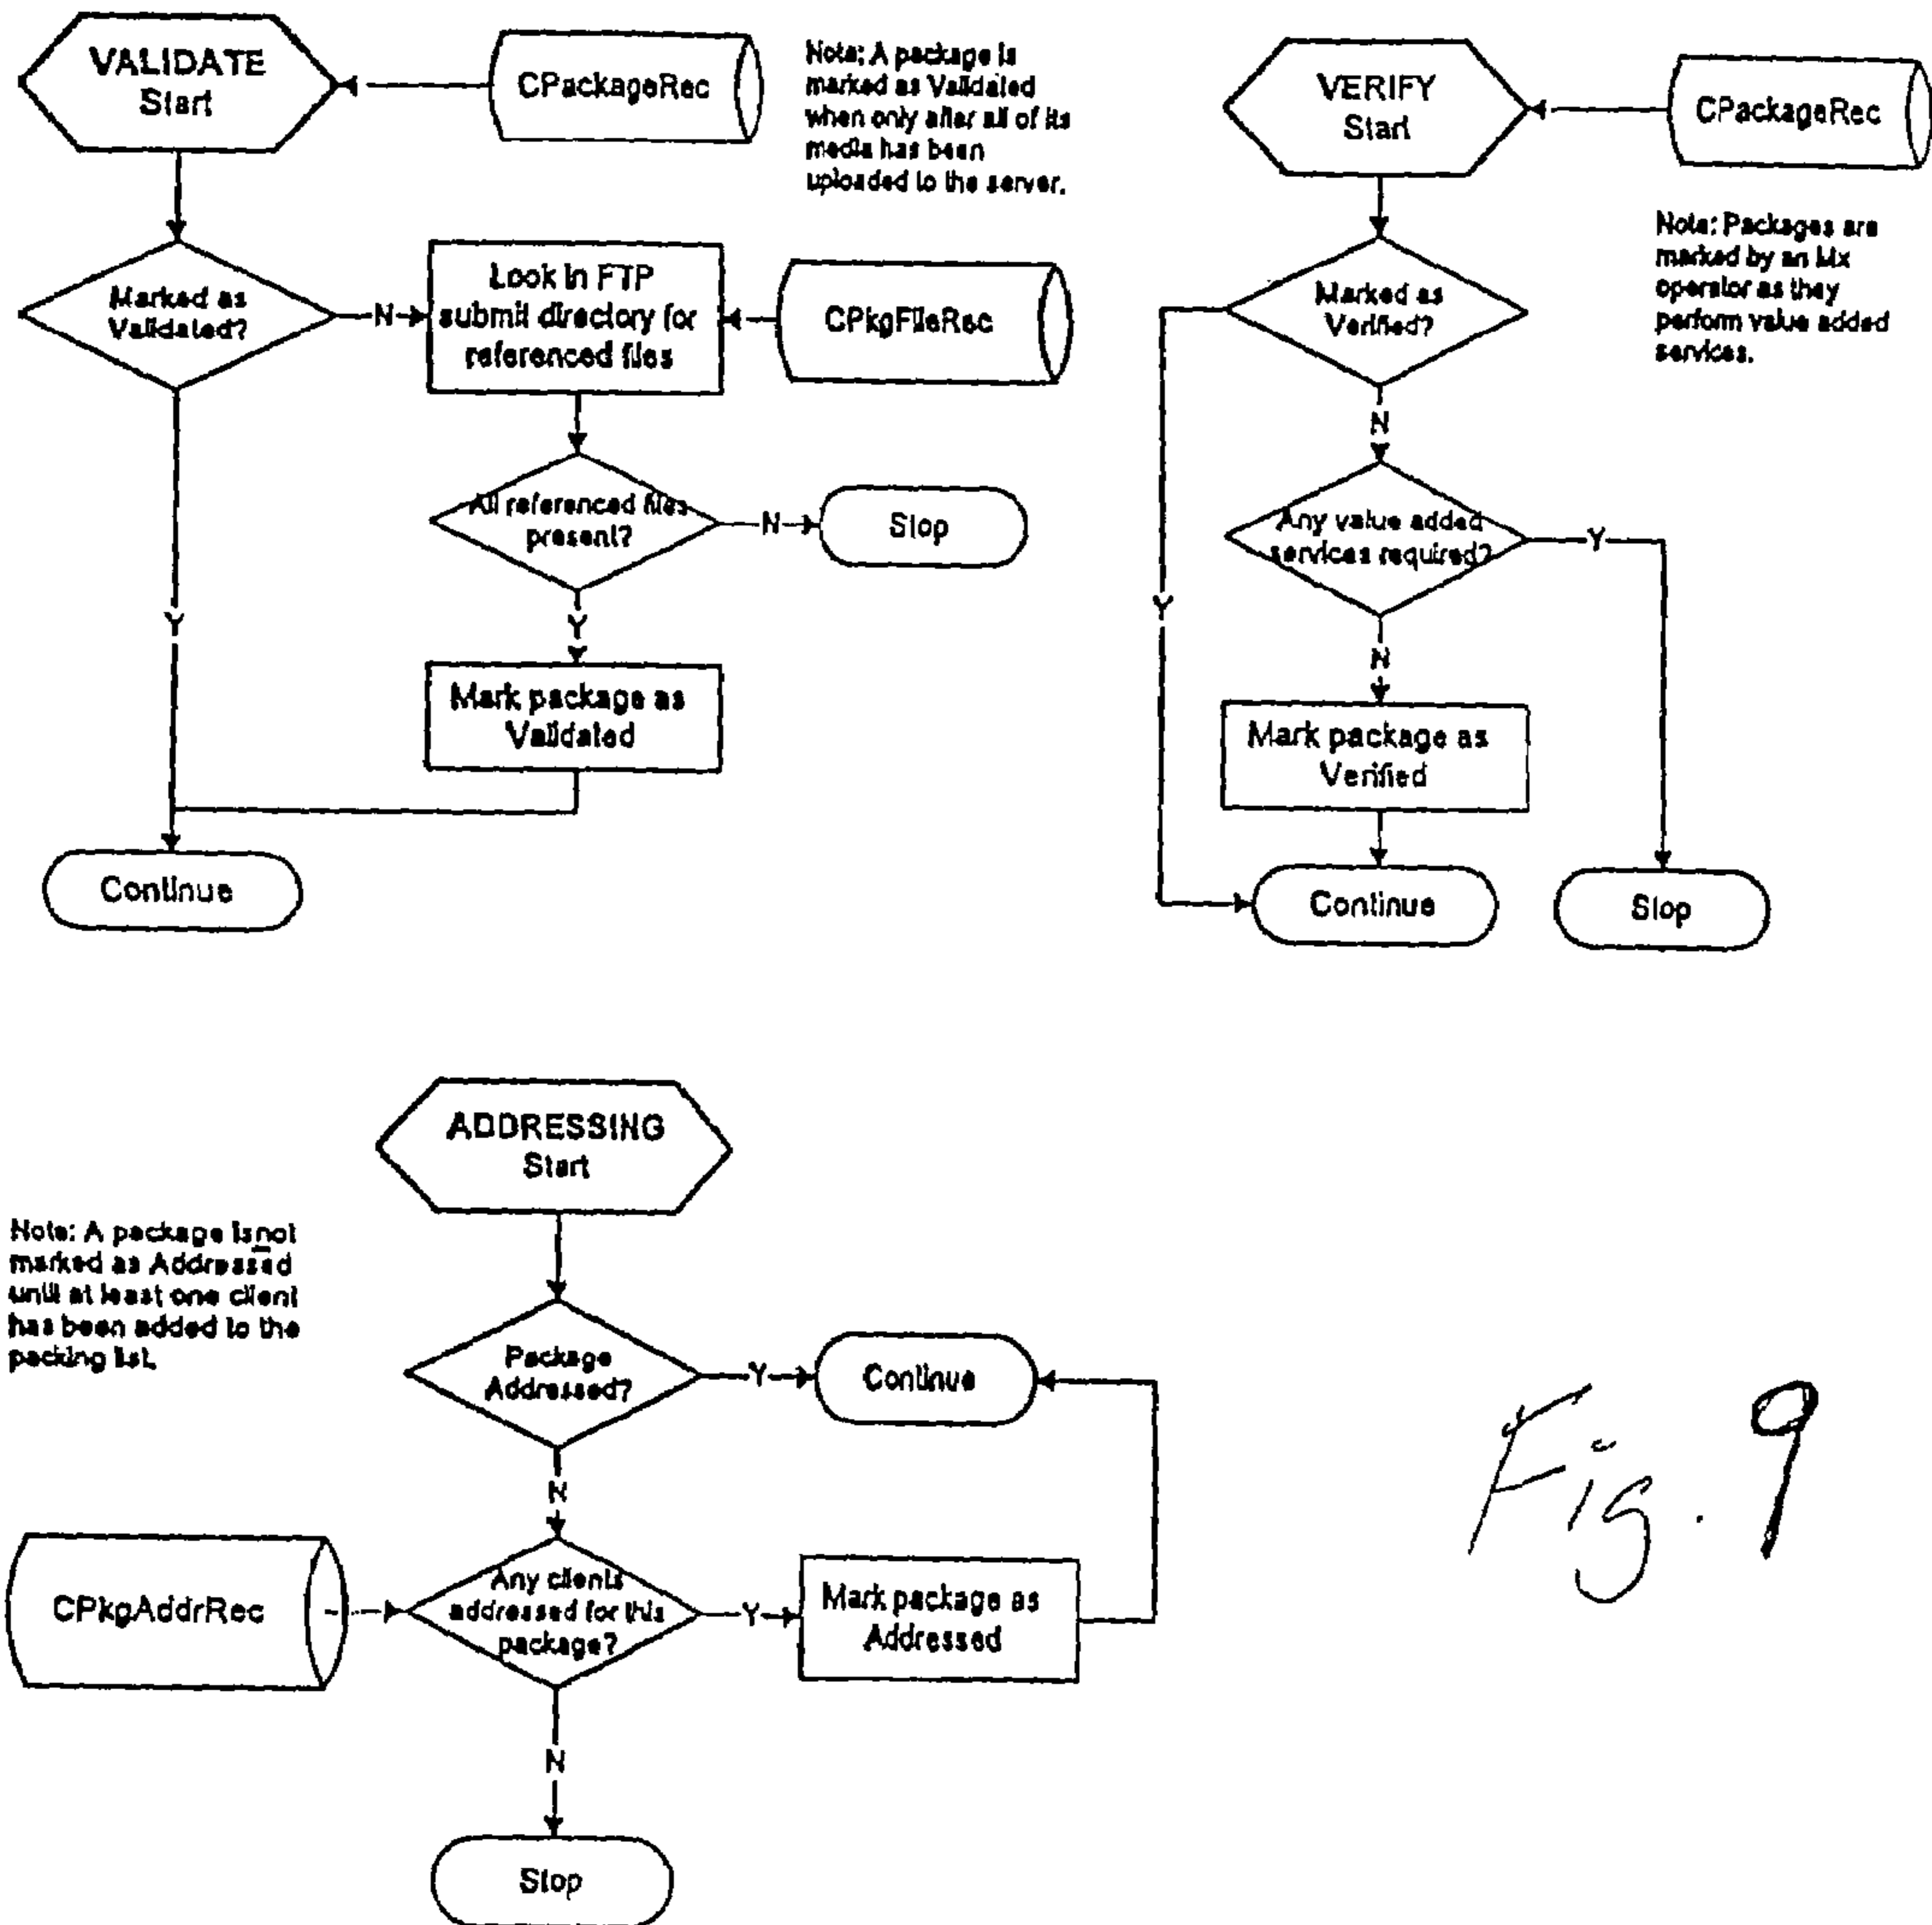 VALIDATE
Start
CPackageRec
Note: A package is
marked as Validated
when only after all of its
media has been
uploaded to the server.
Marked as
Validated?
N
Look in FTP
submit directory for
referenced files
CPkgFileRec
All referenced files
present?
N
Stop
Y
Y
Mark package as
Validated
Continue
VERIFY
Start
CPackageRec
Note: Packages are
marked by an Mx
operator as they
perform value added
services.
Marked as
Verified?
N
Any value added
services required?
Y
Y
N
Mark package as
Verified
Continue
Stop
ADDRESSING
Start
Note: A package is not
marked as Addressed
until at least one client
has been added to the
packing list.
Package
Addressed?
Y
Continue
N
CPkgAddrRec
Any clients
addressed for this
package?
Y
Mark package as
Addressed
N
Stop
Fig. 9